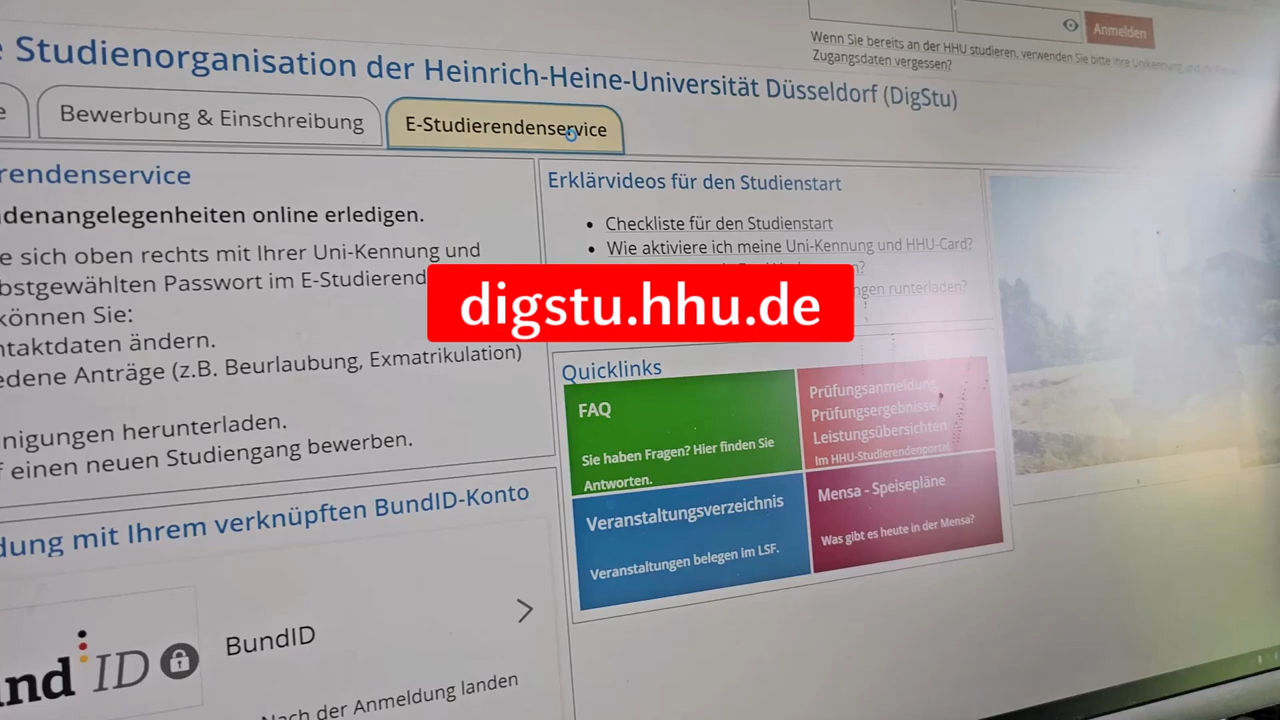 Anmelden
Wenn Sie bereits an der HHU studieren, verwenden Sie bitte Ihre Unikennung und
Zugangsdaten vergessen?
Studienorganisation der Heinrich-Heine-Universität Düsseldorf (DigStu)
Bewerbung & Einschreibung
E-Studierendenservice
rendenservice
denangelegenheiten online erledigen.
e sich oben rechts mit Ihrer Uni-Kennung und
bstgewählten Passwort im E-Studierend
können Sie:
ntaktdaten ändern.
edene Anträge (z.B. Beurlaubung, Exmatrikulation)
nigungen herunterladen.
f einen neuen Studiengang bewerben.
Erklärvideos für den Studienstart
Checkliste für den Studienstart
Wie aktiviere ich meine Uni-Kennung und HHU-Card?
ngen runterladen?
digstu.hhu.de
Quicklinks
FAQ
Sie haben Fragen? Hier finden Sie
Antworten.
Prüfungsanmeldung,
Prüfungsergebnisse,
Leistungsübersichten
Im HHU-Studierendenportal.
Veranstaltungsverzeichnis
Veranstaltungen belegen im LSF.
Mensa - Speisepläne
Was gibt es heute in der Mensa?
dung mit Ihrem verknüpften BundID-Konto
und ID
BundID
Nach der Anmeldung landen